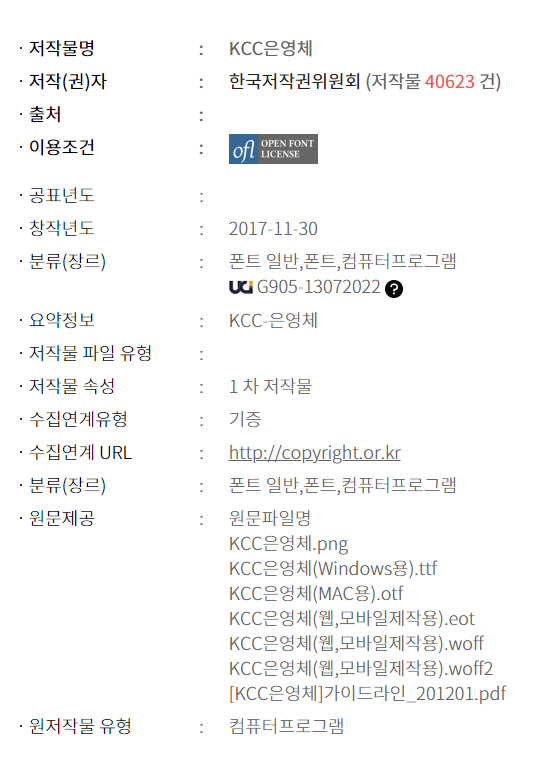 · 저작물명 : KCC은영체
· 저작(권)자 : 한국저작권위원회 (저작물 40623 건)
· 출처 :
· 이용조건 : ofl OPEN FONT LICENSE
· 공표년도 :
· 창작년도 : 2017-11-30
· 분류(장르) : 폰트 일반,폰트,컴퓨터프로그램
UCI G905-13072022 ?
· 요약정보 : KCC-은영체
· 저작물 파일 유형 :
· 저작물 속성 : 1 차 저작물
· 수집연계유형 : 기증
· 수집연계 URL : http://copyright.or.kr
· 분류(장르) : 폰트 일반,폰트,컴퓨터프로그램
· 원문제공 : 원문파일명
KCC은영체.png
KCC은영체(Windows용).ttf
KCC은영체(MAC용).otf
KCC은영체(웹,모바일제작용).eot
KCC은영체(웹,모바일제작용).woff
KCC은영체(웹,모바일제작용).woff2
[KCC은영체]가이드라인_201201.pdf
· 원저작물 유형 : 컴퓨터프로그램